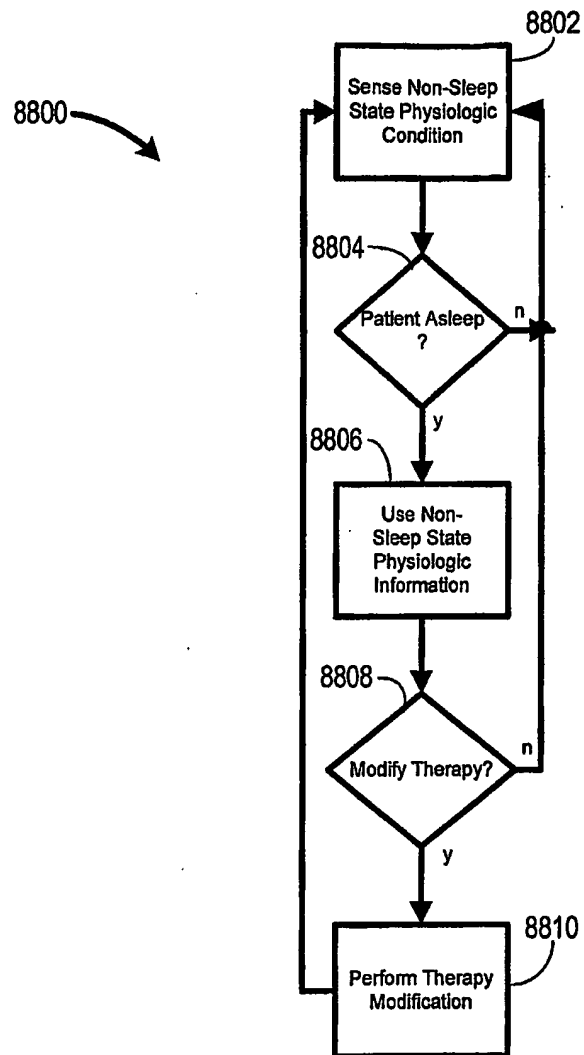 8802
8800
Sense Non-Sleep
State Physiologic
Condition
8804
Patient Asleep
?
n
y
8806
Use Non-
Sleep State
Physiologic
Information
8808
Modify Therapy?
n
y
8810
Perform Therapy
Modification